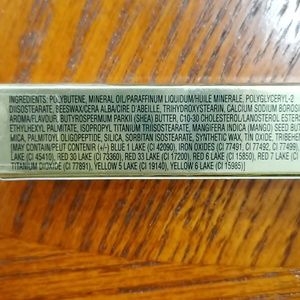 INGREDIENTS: POLYBUTENE, MINERAL OIL/PARAFFINUM LIQUIDUM/HUILE MINERALE, POLYGLYCERYL-2
DIISOSTEARATE, BEESWAX/CERA ALBA/CIRE D'ABEILLE, TRIHYDROXYSTEARIN, CALCIUM SODIUM BOROSI
AROMA/FLAVOUR, BUTYROSPERMUM PARKII (SHEA) BUTTER, C10-30 CHOLESTEROL/LANOSTEROL ESTERS
ETHYLHEXYL PALMITATE, ISOPROPYL TITANIUM TRIISOSTEARATE, MANGIFERA INDICA (MANGO) SEED BU
MICA, PALMITOYL OLIGOPEPTIDE, SILICA, SORBITAN ISOSTEARATE, SYNTHETIC WAX, TIN OXIDE, TO
[MAY CONTAIN/PEUT CONTENIR (+/-) BLUE 1 LAKE (CI 42090), IRON OXIDES (CI 77491, CI 77492, CI 77499)
LAKE (CI 45410), RED 30 LAKE (CI 73360), RED 33 LAKE (CI 17200), RED 6 LAKE (CI 15850), RED 7 LAKE (
TITANIUM DIOXIDE (CI 77891), YELLOW 5 LAKE (CI 19140), YELLOW 6 LAKE (CI 15985)]